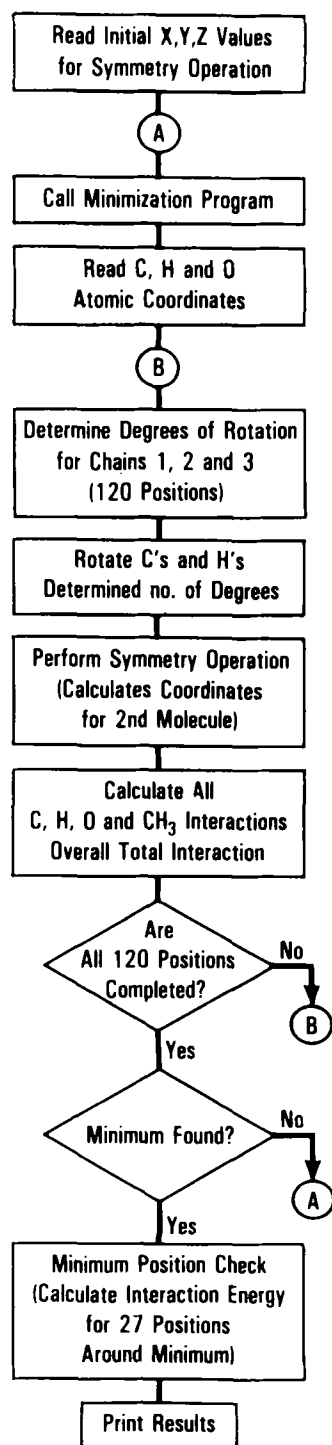 Read Initial X,Y,Z Values
for Symmetry Operation
A
Call Minimization Program
Read C, H and O
Atomic Coordinates
B
Determine Degrees of Rotation
for Chains 1, 2 and 3
(120 Positions)
Rotate C's and H's
Determined no. of Degrees
Perform Symmetry Operation
(Calculates Coordinates
for 2nd Molecule)
Calculate All
C, H, O and CH₃ Interactions
Overall Total Interaction
Are
All 120 Positions
Completed?
No
B
Yes
Minimum Found?
No
A
Yes
Minimum Position Check
(Calculate Interaction Energy
for 27 Positions
Around Minimum)
Print Results